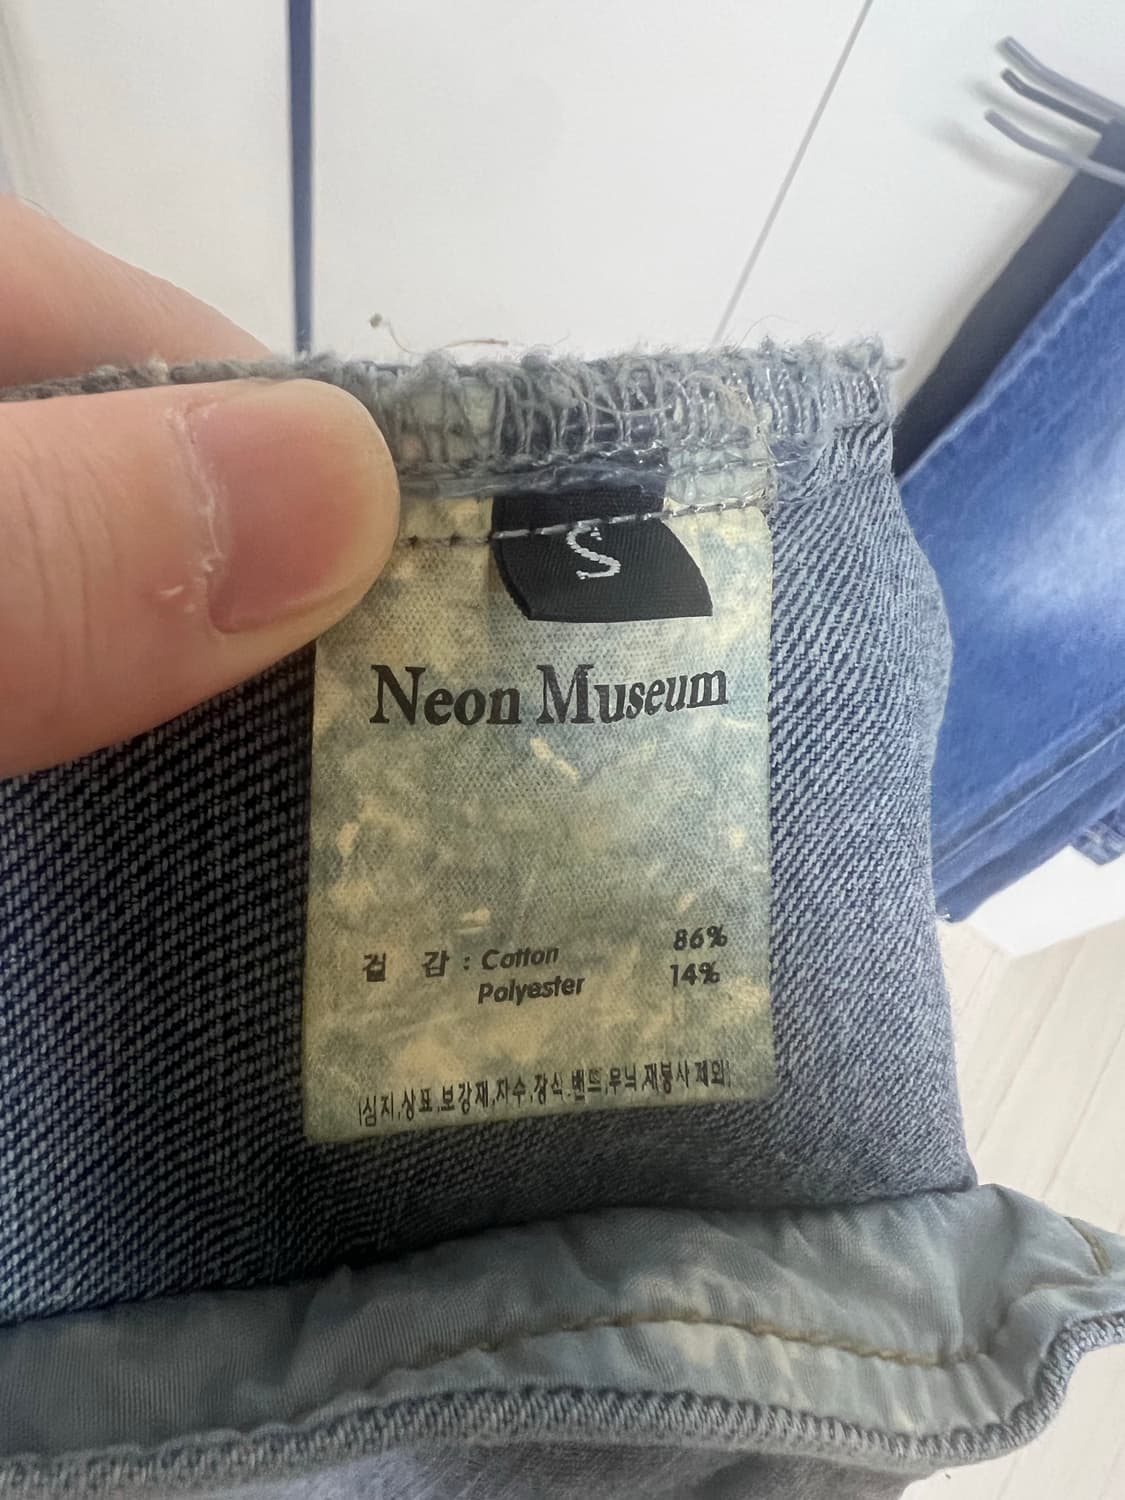 S
Neon Museum
겉 감 : Cotton 86%
Polyester 14%
(심지,상표,보강재,자수,장식,밴드,무늬,재봉사 제외)